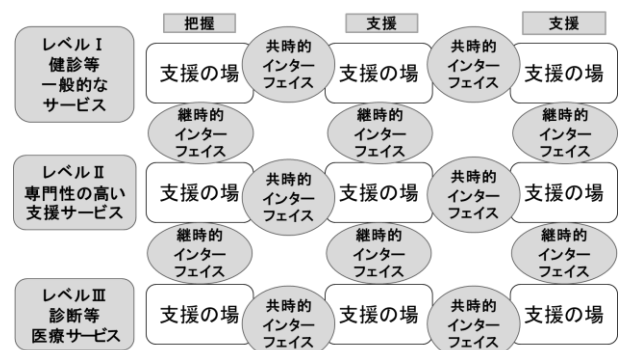 把握
支援
支援
レベルⅠ
健診等
一般的な
サービス
支援の場
共時的
インター
フェイス
支援の場
共時的
インター
フェイス
支援の場
継時的
インター
フェイス
継時的
インター
フェイス
継時的
インター
フェイス
レベルⅡ
専門性の高い
支援サービス
支援の場
共時的
インター
フェイス
支援の場
共時的
インター
フェイス
支援の場
継時的
インター
フェイス
継時的
インター
フェイス
継時的
インター
フェイス
レベルⅢ
診断等
医療サービス
支援の場
共時的
インター
フェイス
支援の場
共時的
インター
フェイス
支援の場